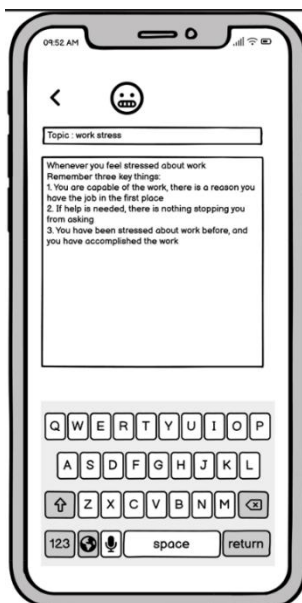 09:52 AM
Topic : work stress
Whenever you feel stressed about work
Remember three key things:
1. You are capable of the work, there is a reason you
have the job in the first place
2. If help is needed, there is nothing stopping you
from asking
3. You have been stressed about work before, and
you have accomplished the work
Q W E R T Y U I O P
A S D F G H J K L
Z X C V B N M
123 space return